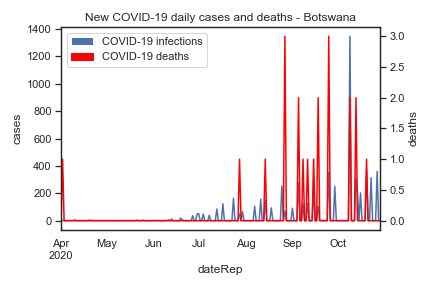 New COVID-19 daily cases and deaths - Botswana
COVID-19 infections
COVID-19 deaths
1400
1200
1000
800
600
400
200
0
cases
3.0
2.5
2.0
1.5
1.0
0.5
0.0
deaths
Apr May Jun Jul Aug Sep Oct
2020
dateRep